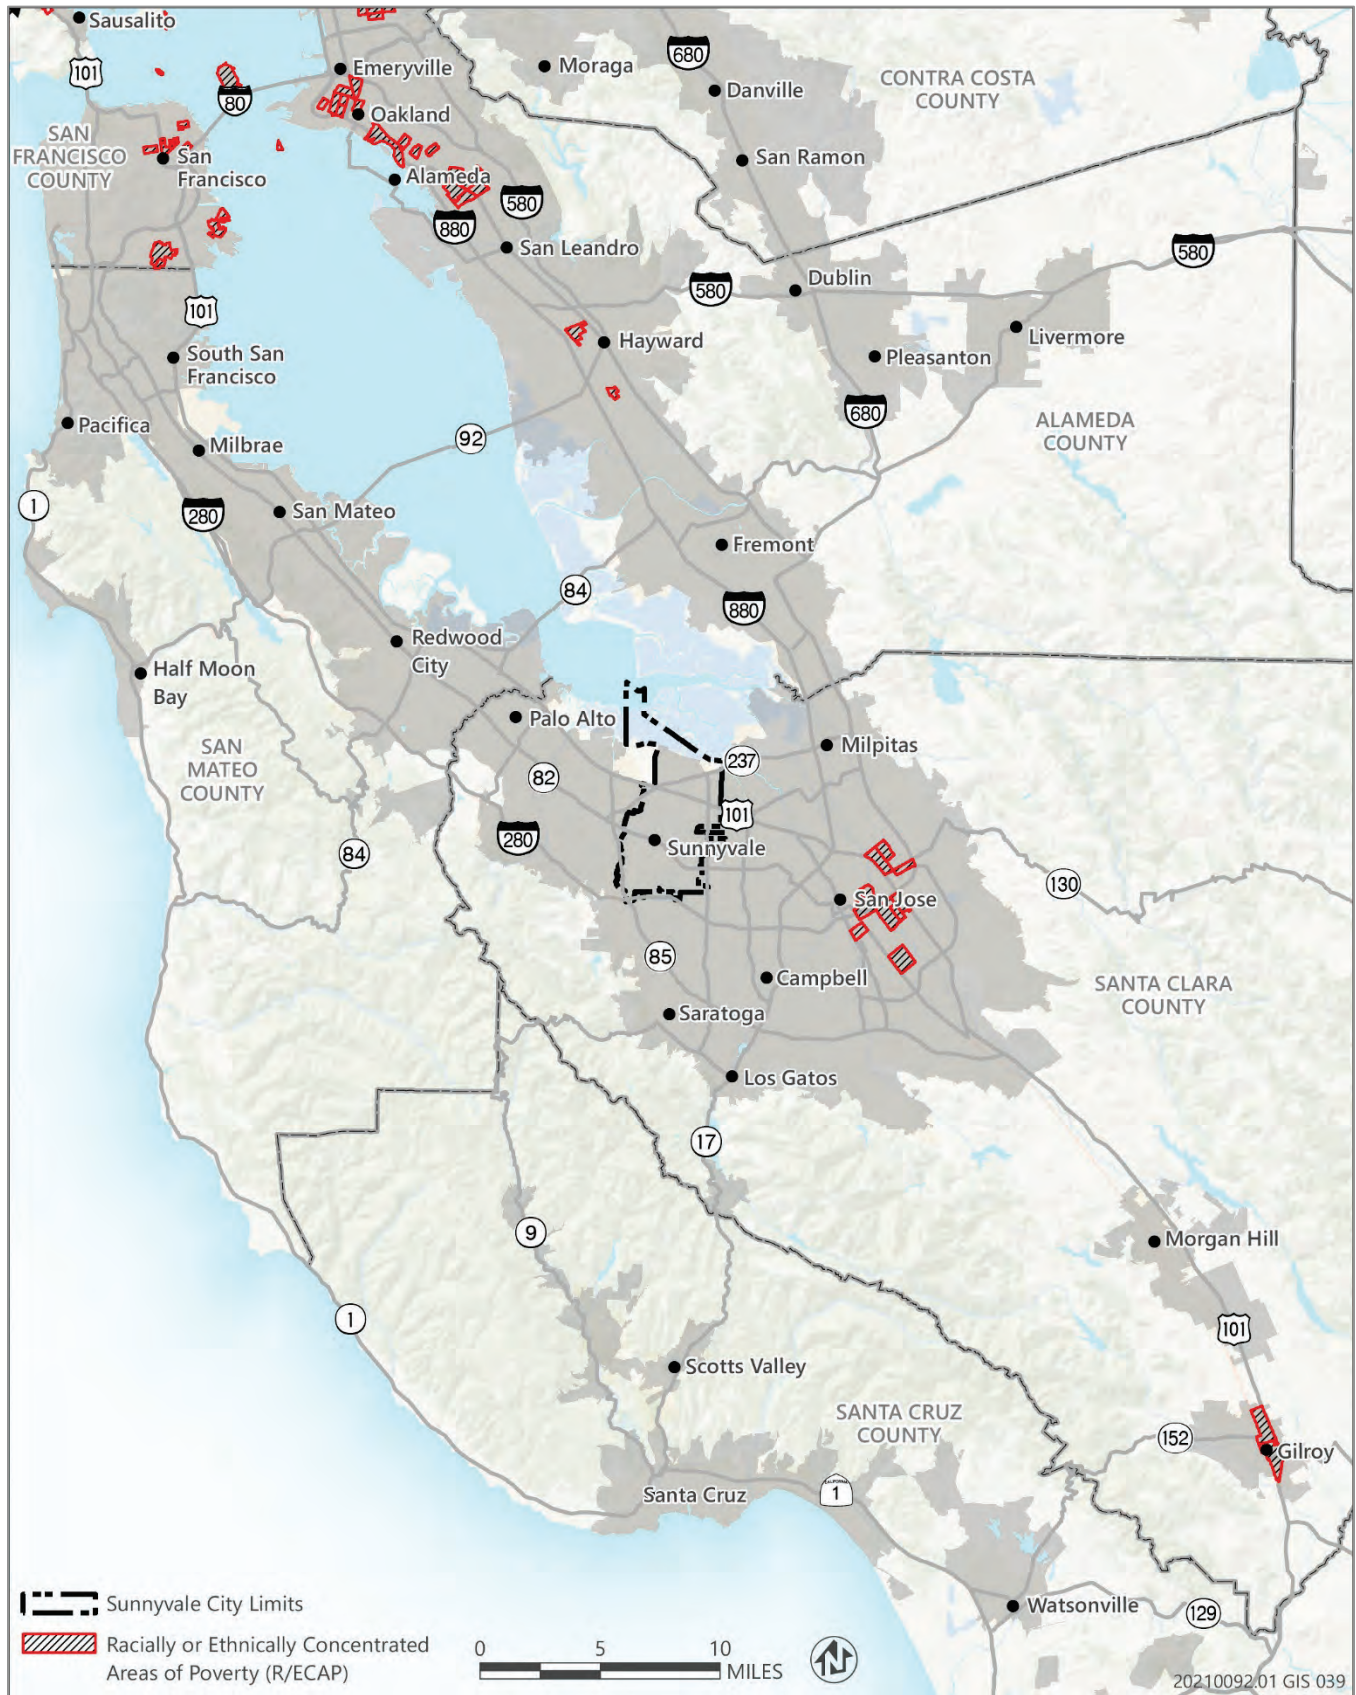 Sausalito
101
Emeryville
80
Oakland
Moraga
680
Danville
CONTRA COSTA
COUNTY
SAN
FRANCISCO
COUNTY
San
Francisco
Alameda
San Ramon
580
880
San Leandro
580
Dublin
580
101
Hayward
Livermore
Pleasanton
South San
Francisco
680
ALAMEDA
COUNTY
Pacifica
Milbrae
92
1
280
San Mateo
Fremont
84
880
Redwood
City
Half Moon
Bay
Palo Alto
SAN
MATEO
COUNTY
Milpitas
237
82
101
280
Sunnyvale
84
130
San Jose
85
Campbell
SANTA CLARA
COUNTY
Saratoga
Los Gatos
17
9
Morgan Hill
1
101
Scotts Valley
SANTA CRUZ
COUNTY
152
Gilroy
Santa Cruz
CALIFORNIA
1
Watsonville
129
Sunnyvale City Limits
Racially or Ethnically Concentrated
Areas of Poverty (R/ECAP)
0 5 10
MILES
N
20210092.01 GIS 039